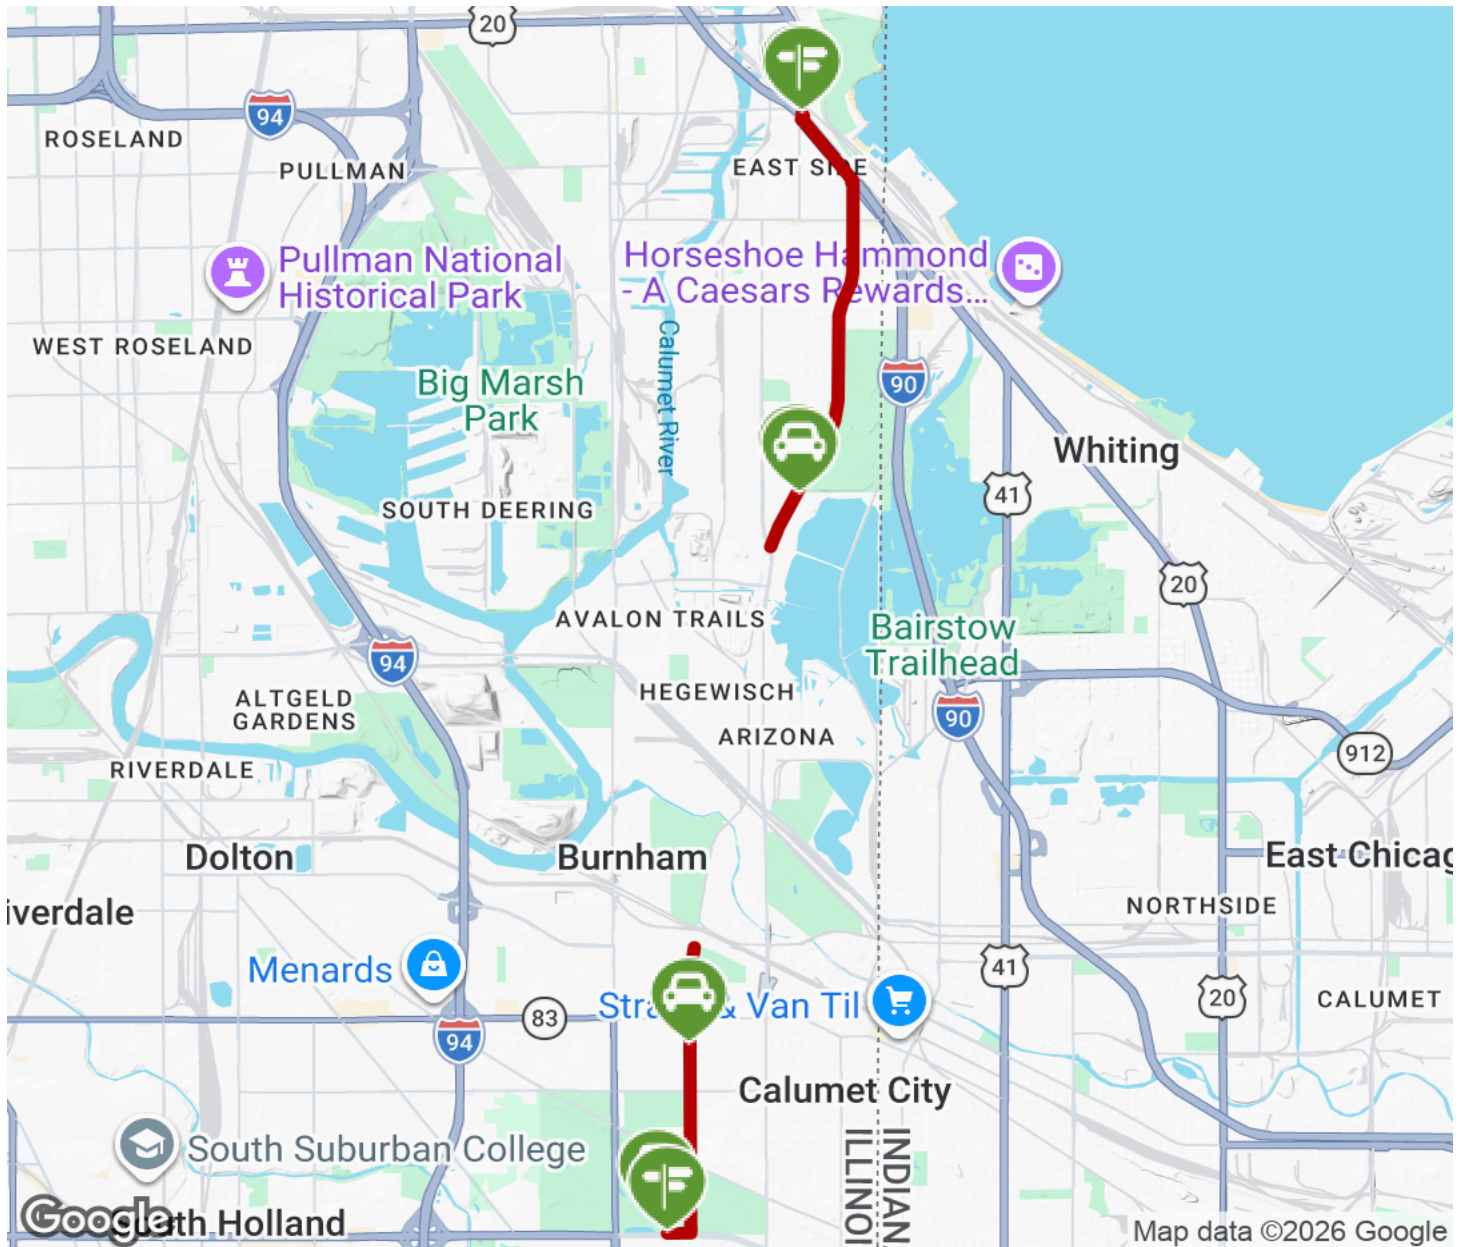 20
94
ROSELAND
PULLMAN
EAST SIDE
Pullman National
Historical Park
Horseshoe Hammond
- A Caesars Rewards...
WEST ROSELAND
Calumet River
Big Marsh
Park
90
Whiting
41
SOUTH DEERING
20
AVALON TRAILS
Bairstow
Trailhead
94
HEGEWISCH
ALTGELD
GARDENS
90
ARIZONA
912
RIVERDALE
Dolton
Burnham
East Chicag
iverdale
NORTHSIDE
Menards
41
20
CALUMET
Van Til
83
94
Calumet City
INDIAN
ILLINOI
South Suburban College
Google
South Holland
Map data ©2026 Google